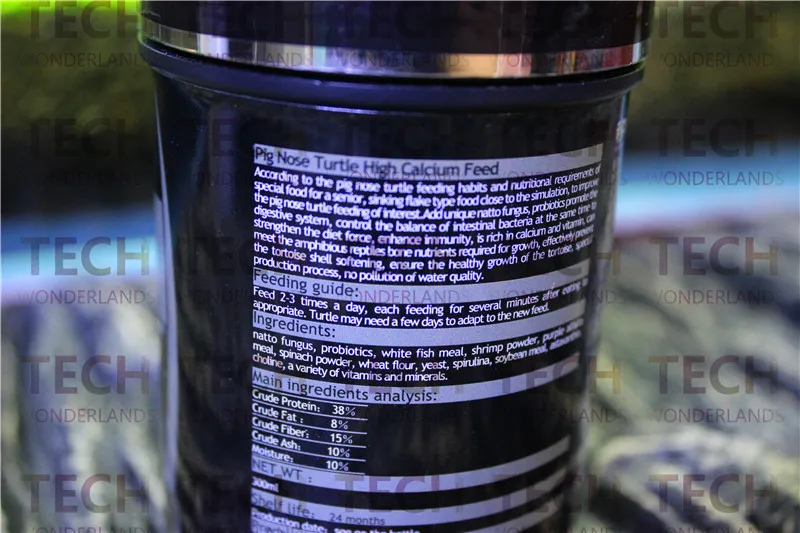 Pig Nose Turtle High Calcium Feed
According to the pig nose turtle feeding habits and nutritional requirements of
special food for a senior, sinking flake type food close to the simulation, to improve
the pig nose turtle feeding of interest. Add unique natto fungus, probiotics promote the
digestive system, control the balance of intestinal bacteria at the same time to
strengthen the diet force, enhance immunity, is rich in calcium and vitamin, can
meet the amphibious reptiles bone nutrients required for growth, effectively prevent
the tortoise shell softening, ensure the healthy growth of the tortoise, special
production process, no pollution of water quality.
Feeding guide:
Feed 2-3 times a day, each feeding for several minutes after eating to
appropriate. Turtle may need a few days to adapt to the new feed.
Ingredients:
natto fungus, probiotics, white fish meal, shrimp powder, purple
meal, spinach powder, wheat flour, yeast, spirulina, soybean meal,
choline, a variety of vitamins and minerals.
Main ingredients analysis:
Crude Protein: 38%
Crude Fat : 8%
Crude Fiber: 15%
Crude Ash: 10%
Moisture: 10%
NET WT :
300ml
Shelf life: 24 months
Production date: see on the bottle
TECH
WONDERLANDS